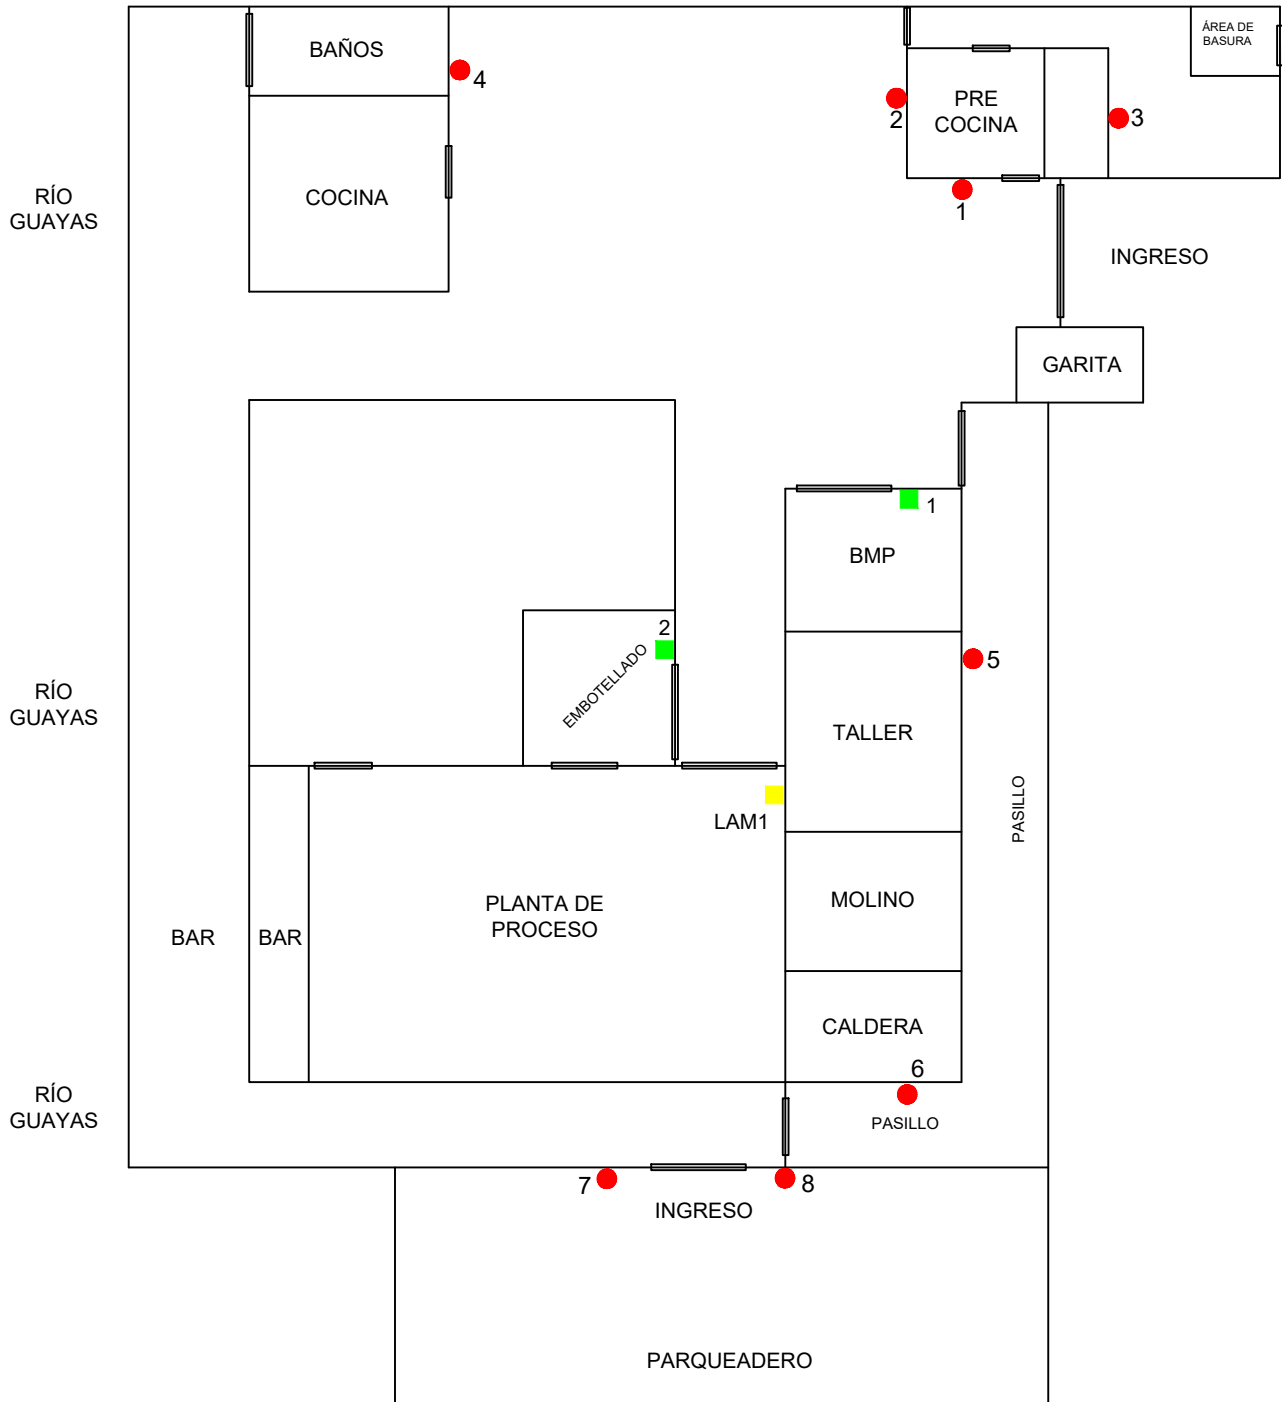 BAÑOS
4
ÁREA DE
BASURA
PRE
COCINA
2
3
1
RÍO
GUAYAS
COCINA
INGRESO
GARITA
1
BMP
2
EMBOTELLADO
5
RÍO
GUAYAS
TALLER
PASILLO
LAM1
PLANTA DE
PROCESO
MOLINO
BAR
BAR
CALDERA
6
RÍO
GUAYAS
PASILLO
7
8
INGRESO
PARQUEADERO